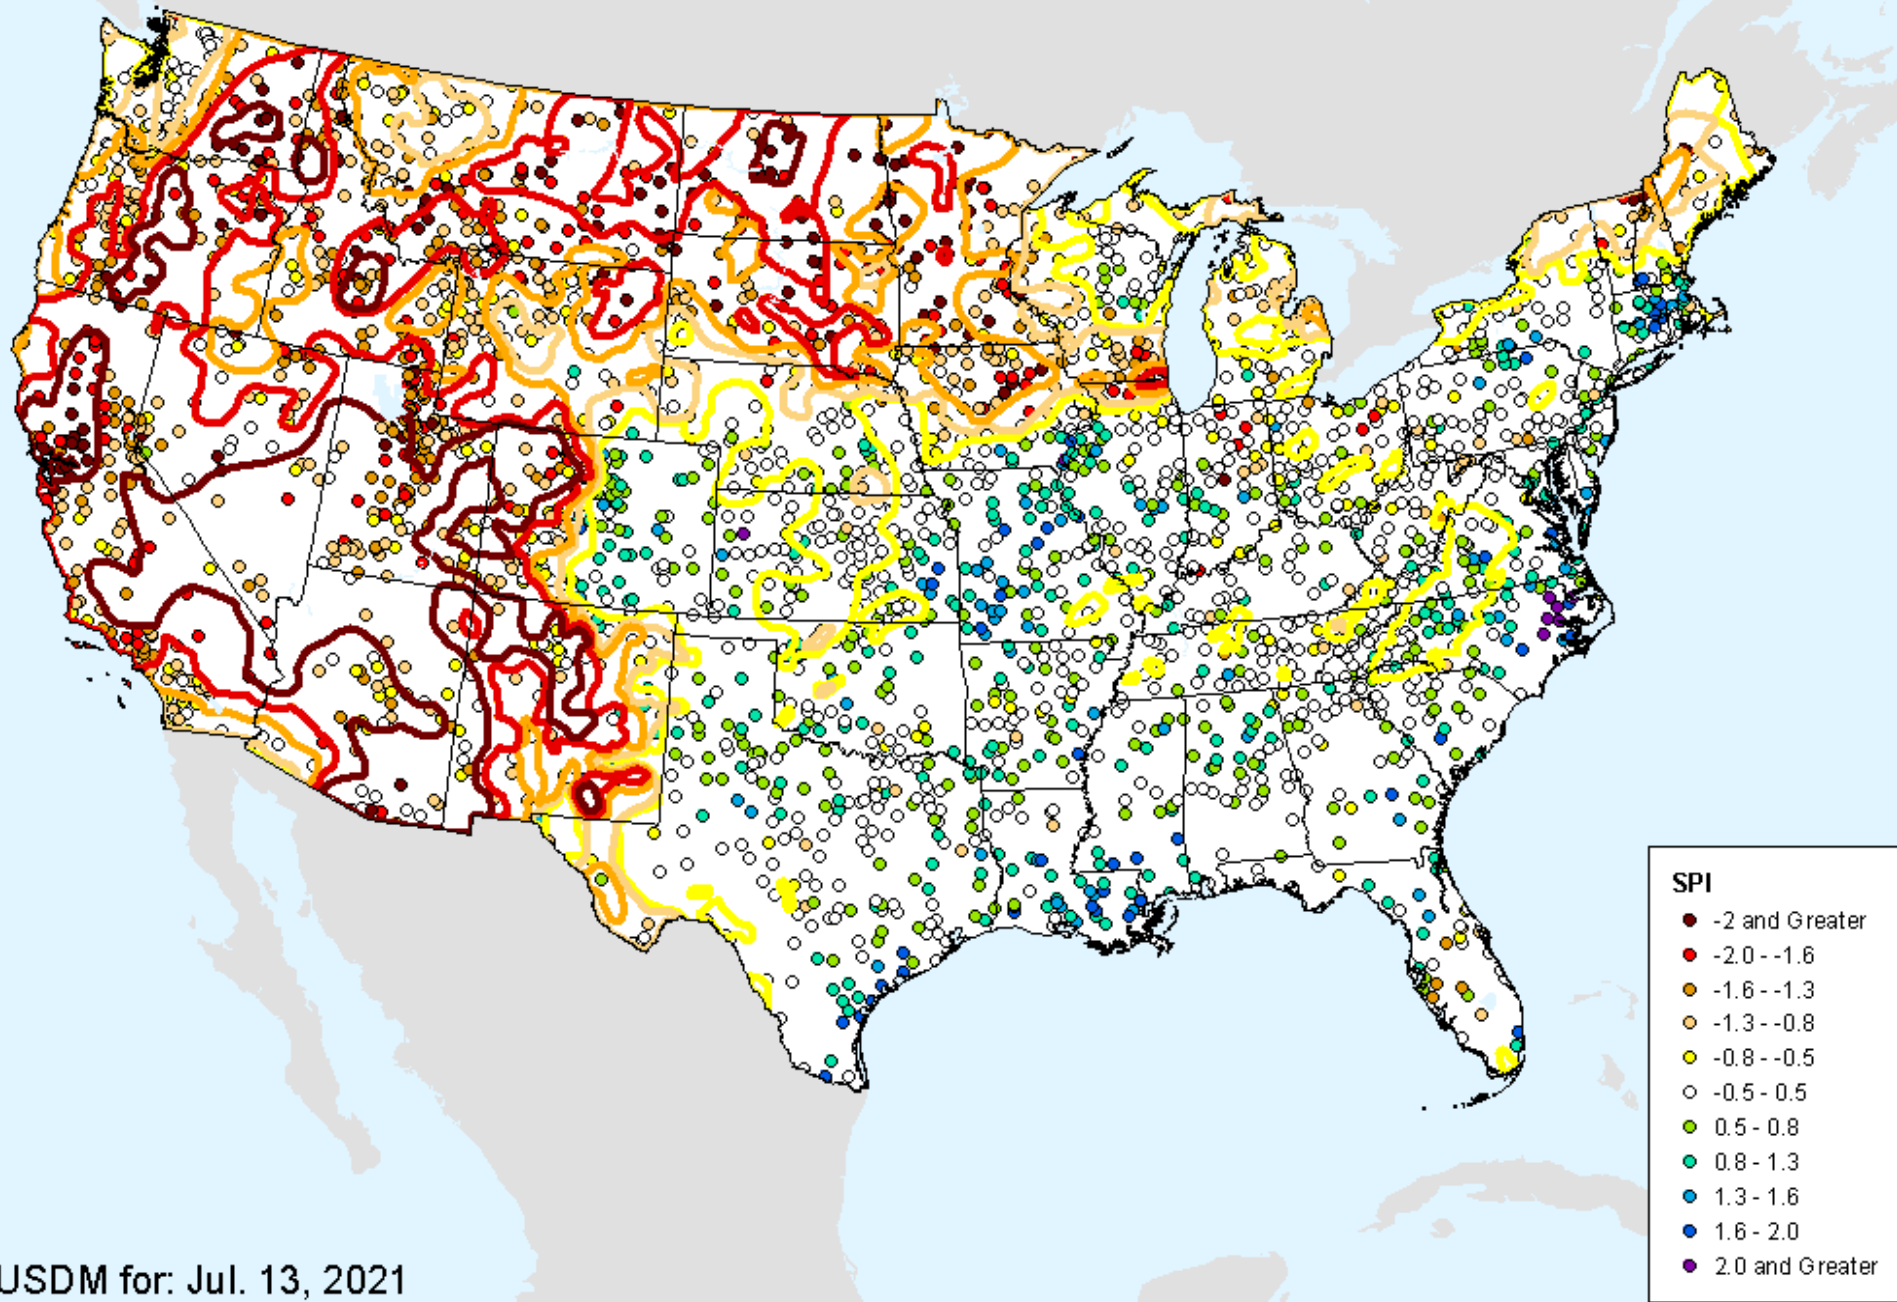 SPI
-2 and Greater
-2.0 - -1.6
-1.6 - -1.3
-1.3 - -0.8
-0.8 - -0.5
-0.5 - 0.5
0.5 - 0.8
0.8 - 1.3
1.3 - 1.6
1.6 - 2.0
2.0 and Greater
USDM for: Jul. 13, 2021